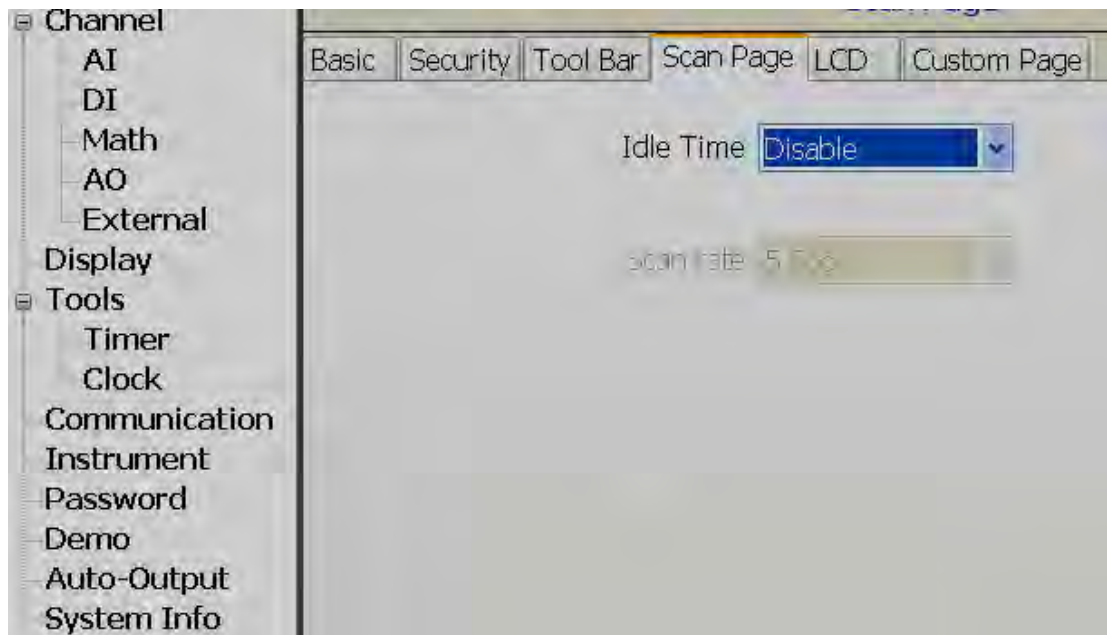 Channel
AI
DI
Math
AO
External
Display
Tools
Timer
Clock
Communication
Instrument
Password
Demo
Auto-Output
System Info
Basic Security Tool Bar Scan Page LCD Custom Page
Idle Time Disable
Scan rate 5